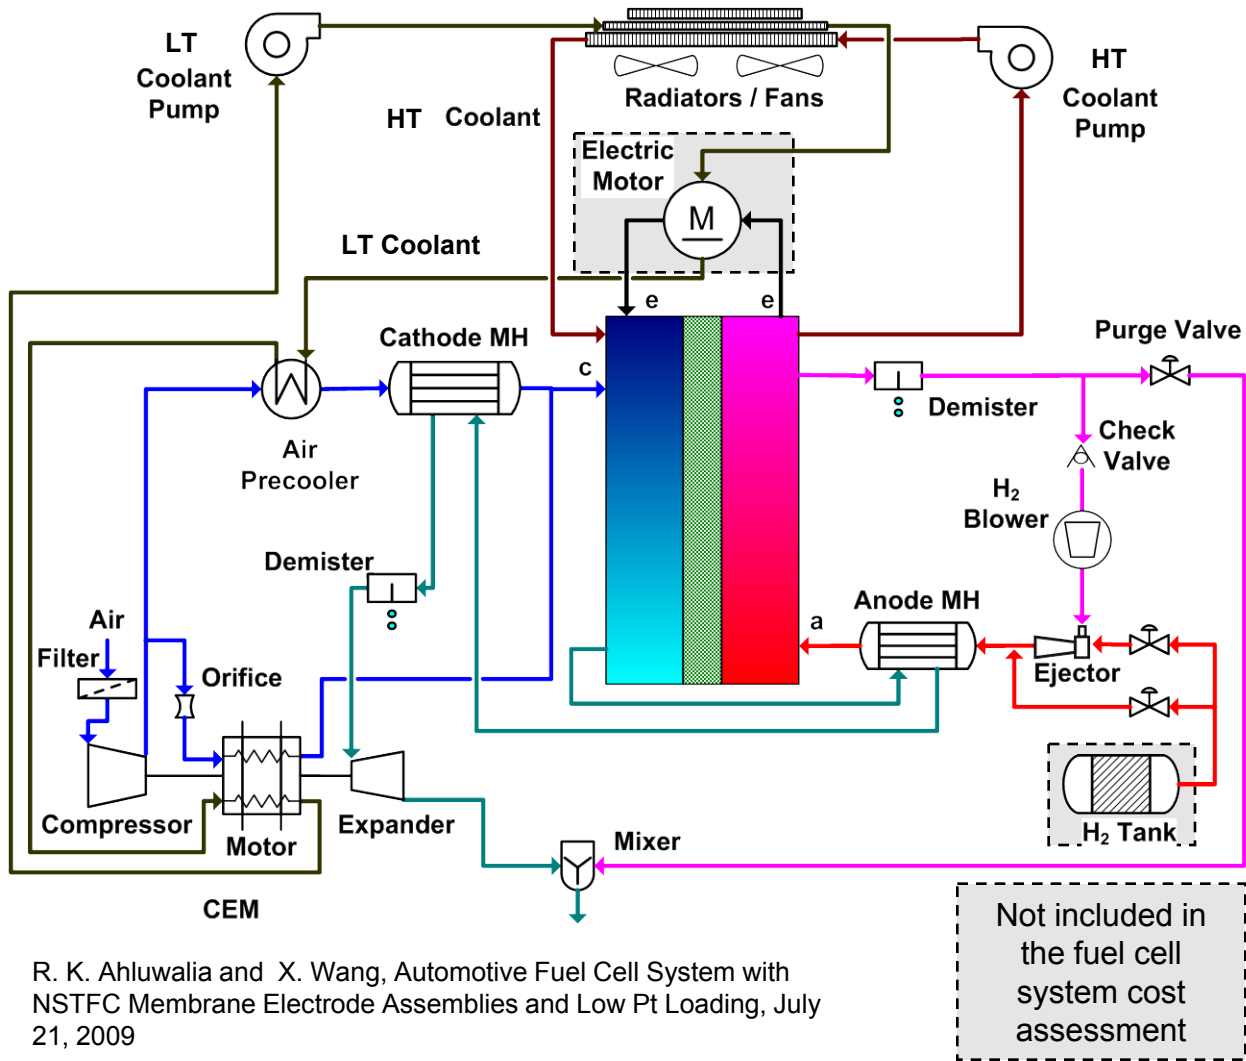 LT
Coolant
Pump
HT Coolant
Radiators / Fans
HT
Coolant
Pump
Electric
Motor
M
LT Coolant
e
e
Cathode MH
c
Purge Valve
Demister
Check
Valve
Air
Precooler
H₂
Blower
Demister
Air
Filter
Orifice
a
Anode MH
Ejector
Compressor
Motor
Expander
Mixer
H₂ Tank
CEM
Not included in
the fuel cell
system cost
assessment
R. K. Ahluwalia and X. Wang, Automotive Fuel Cell System with
NSTFC Membrane Electrode Assemblies and Low Pt Loading, July
21, 2009